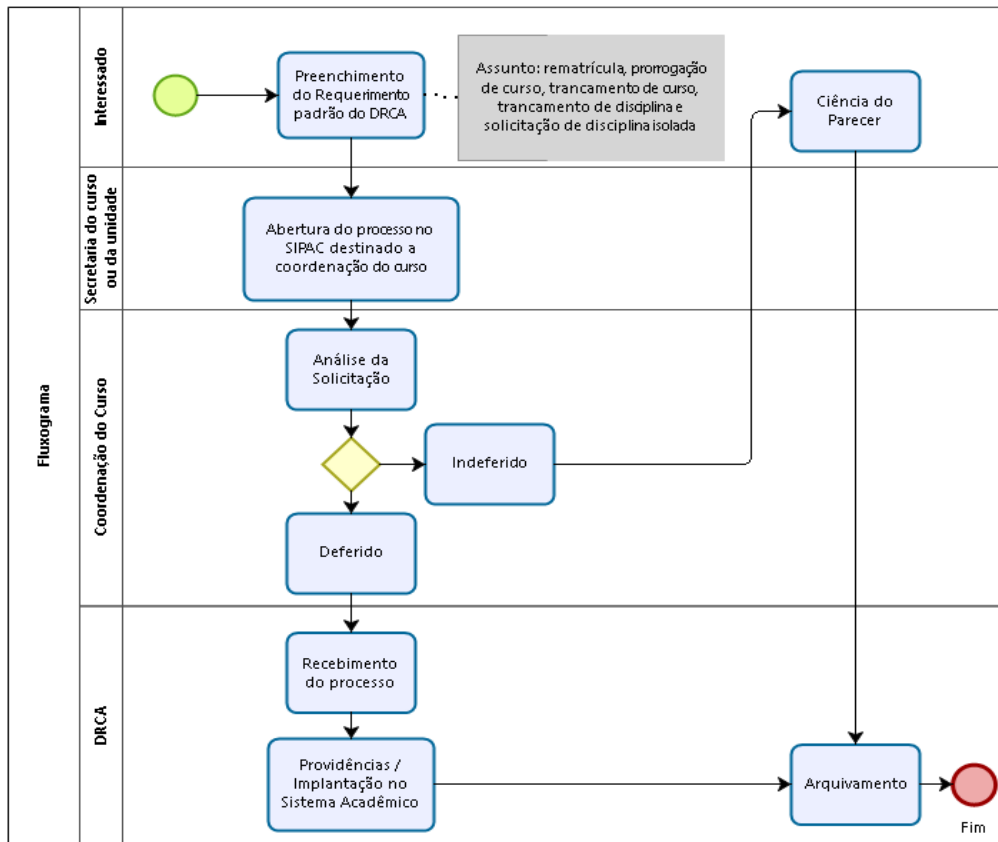 Fluxograma
Interessado
Preenchimento
do Requerimento
padrão do DRCA
Assunto: rematrícula, prorrogação
de curso, trancamento de curso,
trancamento de disciplina e
solicitação de disciplina isolada
Ciência do
Parecer
Secretaria do curso
ou da unidade
Abertura do processo no
SIPAC destinado a
coordenação do curso
Coordenação do Curso
Análise da
Solicitação
Indeferido
Deferido
DRCA
Recebimento
do processo
Providências /
Implantação no
Sistema Acadêmico
Arquivamento
Fim